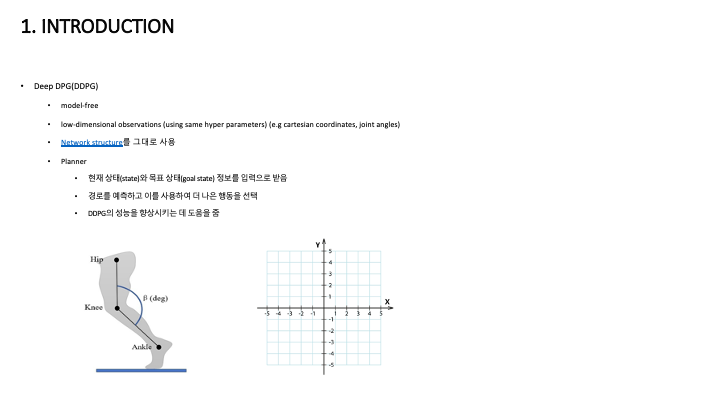 1. INTRODUCTION
• Deep DPG(DDPG)
• model-free
• low-dimensional observations (using same hyper parameters) (e.g cartesian coordinates, joint angles)
• Network structure를 그대로 사용
• Planner
• 현재 상태(state)와 목표 상태(goal state) 정보를 입력으로 받음
• 경로를 예측하고 이를 사용하여 더 나은 행동을 선택
• DDPG의 성능을 향상시키는 데 도움을 줌
Hip
β (deg)
Knee
Ankle
Y
5
4
3
2
1
X
-5 -4 -3 -2 -1 1 2 3 4 5
-1
-2
-3
-4
-5